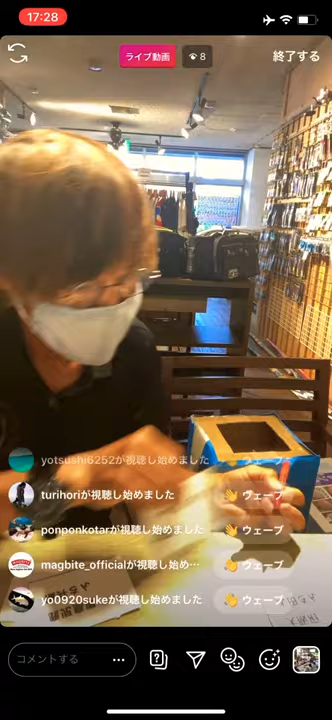 17:28
ライブ動画
8
終了する
yotsushi6252が視聴し始めました
ウェーブ
turihoriが視聴し始めました
ウェーブ
ponponkotarが視聴し始めました
ウェーブ
magbite_officialが視聴し始め…
ウェーブ
yo0920sukeが視聴し始めました
ウェーブ
コメントする